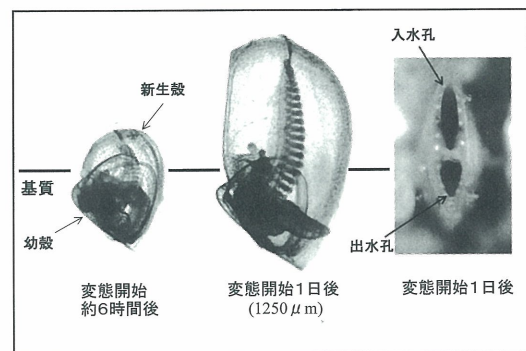 入水孔
新生殻
基質
幼殻
出水孔
変態開始
約6時間後
変態開始1日後
(1250μm)
変態開始1日後